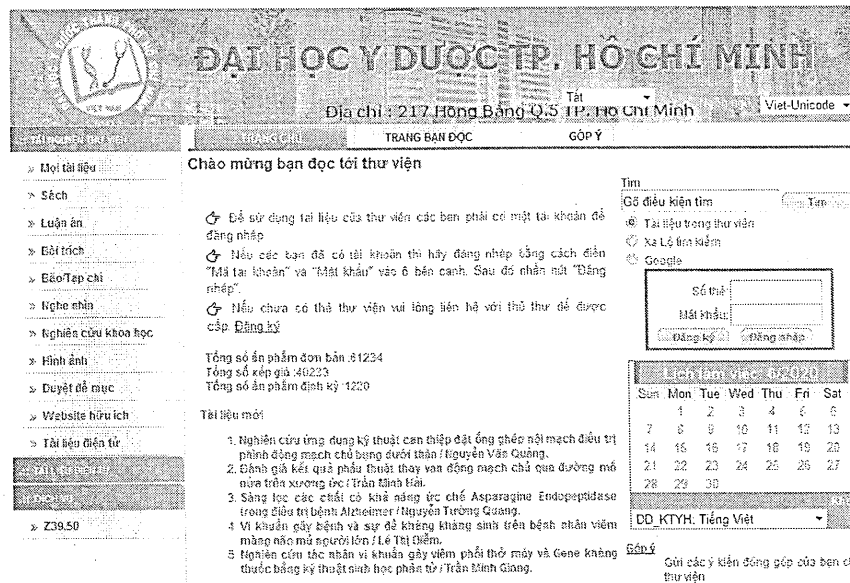 VIỆT NAM
ĐẠI HỌC Y DƯỢC TP. HỒ CHÍ MINH
Địa chỉ : 217 Hồng Bàng Q.5 TP. Hồ Chí Minh
Tất
Viet-Unicode
TRANG CHỦ
TRANG BẠN ĐỌC
GÓP Ý
» Mọi tài liệu
» Sách
» Luận án
» Bài trích
» Báo/Tạp chí
» Nghe nhìn
» Nghiên cứu khoa học
» Hình ảnh
» Duyệt đề mục
» Website hữu ích
» Tài liệu điện tử
DỊCH VỤ
» Z39.50
Chào mừng bạn đọc tới thư viện
Để sử dụng tài liệu của thư viện các bạn phải có một tài khoản để
đăng nhập
Nếu các bạn đã có tài khoản thì hãy đăng nhập bằng cách điền
"Mã tài khoản" và "Mật khẩu" vào ô bên cạnh. Sau đó nhấn nút "Đăng
nhập".
Nếu chưa có thẻ thư viện vui lòng liên hệ với thủ thư để được
cấp. Đăng ký
Tổng số ấn phẩm đơn bản :61234
Tổng số xếp giá :40223
Tổng số ấn phẩm định kỳ :1220
Tài liệu mới
1. Nghiên cứu ứng dụng kỹ thuật can thiệp đặt ống ghép nội mạch điều trị
phình động mạch chủ bụng dưới thận / Nguyễn Văn Quảng.
2. Đánh giá kết quả phẫu thuật thay van động mạch chủ qua đường mổ
nửa trên xương ức / Trần Minh Hải.
3. Sàng lọc các chất có khả năng ức chế Asparagine Endopeptidase
trong điều trị bệnh Alzheimer / Nguyễn Tường Quang.
4. Vi khuẩn gây bệnh và sự đề kháng kháng sinh trên bệnh nhân viêm
màng não mủ người lớn / Lê Thị Diễm.
5. Nghiên cứu tác nhân vi khuẩn gây viêm phổi thở máy và Gene kháng
thuốc bằng kỹ thuật sinh học phân tử / Trần Minh Giang.
Tìm
Gõ điều kiện tìm
Tìm
Tài liệu trong thư viện
Xa Lộ tìm kiếm
Google
Số thẻ:
Mật khẩu:
Đăng ký
Đăng nhập
Lịch làm việc 6/2020
Sun Mon Tue Wed Thu Fri Sat
1 2 3 4 5 6
7 8 9 10 11 12 13
14 15 16 17 18 19 20
21 22 23 24 25 26 27
28 29 30
DD_KTYH: Tiếng Việt
Góp ý
Gửi các ý kiến đóng góp của bạn c
thư viện